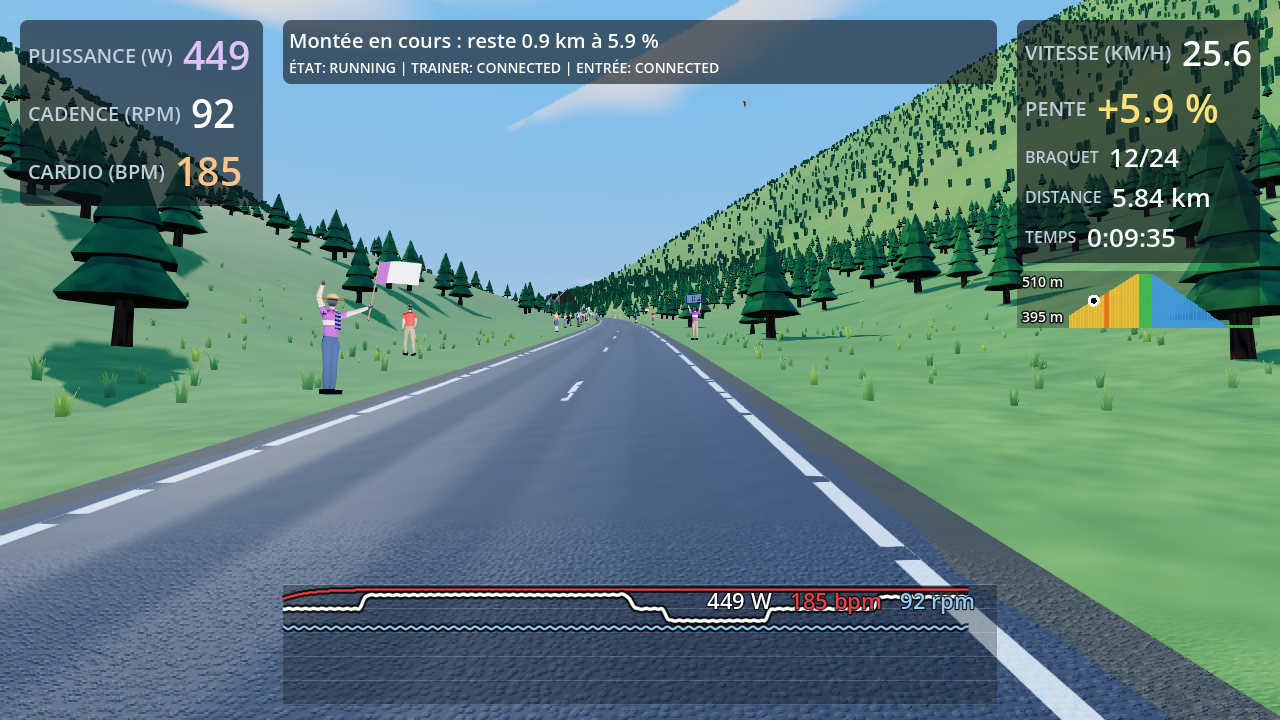 PUISSANCE (W) 449
CADENCE (RPM) 92
CARDIO (BPM) 185
Montée en cours : reste 0.9 km à 5.9 %
ÉTAT: RUNNING | TRAINER: CONNECTED | ENTRÉE: CONNECTED
VITESSE (KM/H) 25.6
PENTE +5.9 %
BRAQUET 12/24
DISTANCE 5.84 km
TEMPS 0:09:35
510 m
395 m
449 W 185 bpm 92 rpm